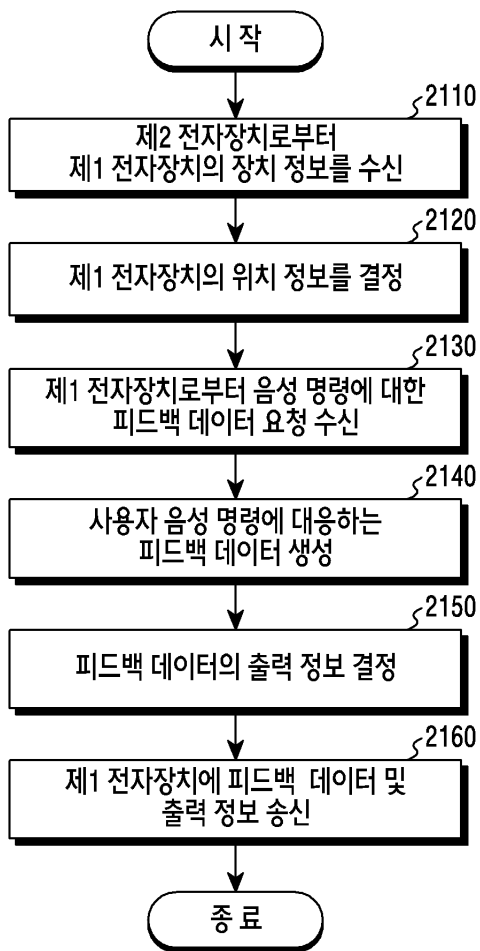 시 작
2110
제2 전자장치로부터
제1 전자장치의 장치 정보를 수신
2120
제1 전자장치의 위치 정보를 결정
2130
제1 전자장치로부터 음성 명령에 대한
피드백 데이터 요청 수신
2140
사용자 음성 명령에 대응하는
피드백 데이터 생성
2150
피드백 데이터의 출력 정보 결정
2160
제1 전자장치에 피드백 데이터 및
출력 정보 송신
종 료